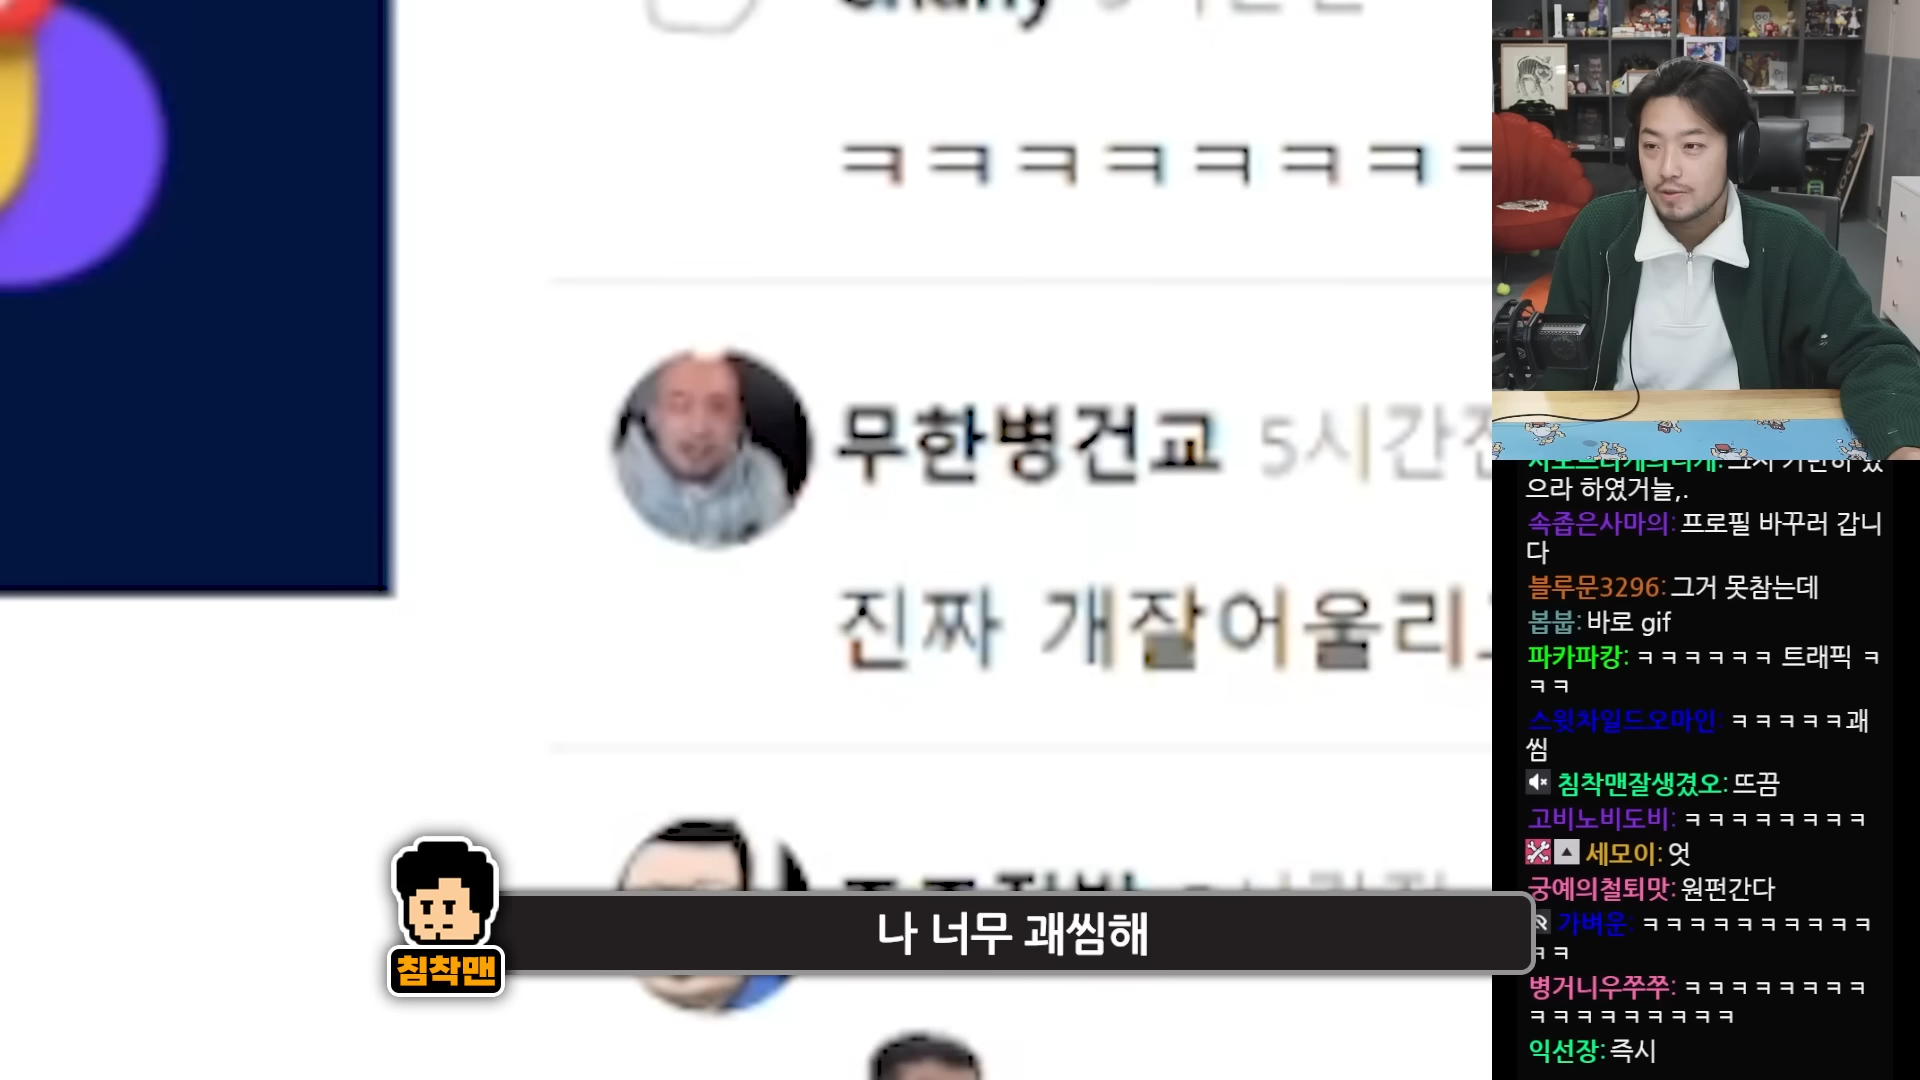 ㅋㅋㅋㅋㅋㅋㅋ
무한병건교 5시간전
진짜 개잘어울리
침착맨
나 너무 괘씸해
으라 하였거늘,.
속좁은사마의: 프로필 바꾸러 갑니
다
블루문3296: 그거 못참는데
봅붋: 바로 gif
파카파캉: ㅋㅋㅋㅋㅋㅋ 트래픽 ㅋ
ㅋㅋ
스윗차일드오마인: ㅋㅋㅋㅋㅋ괘
씸
침착맨잘생겼오: 뜨끔
고비노비도비: ㅋㅋㅋㅋㅋㅋㅋㅋ
세모이: 엇
궁예의철퇴맛: 원펀간다
가벼운: ㅋㅋㅋㅋㅋㅋㅋㅋㅋㅋ
ㅋㅋ
병거니우쭈쭈: ㅋㅋㅋㅋㅋㅋㅋㅋ
ㅋㅋㅋㅋㅋㅋㅋㅋㅋ
익선장: 즉시